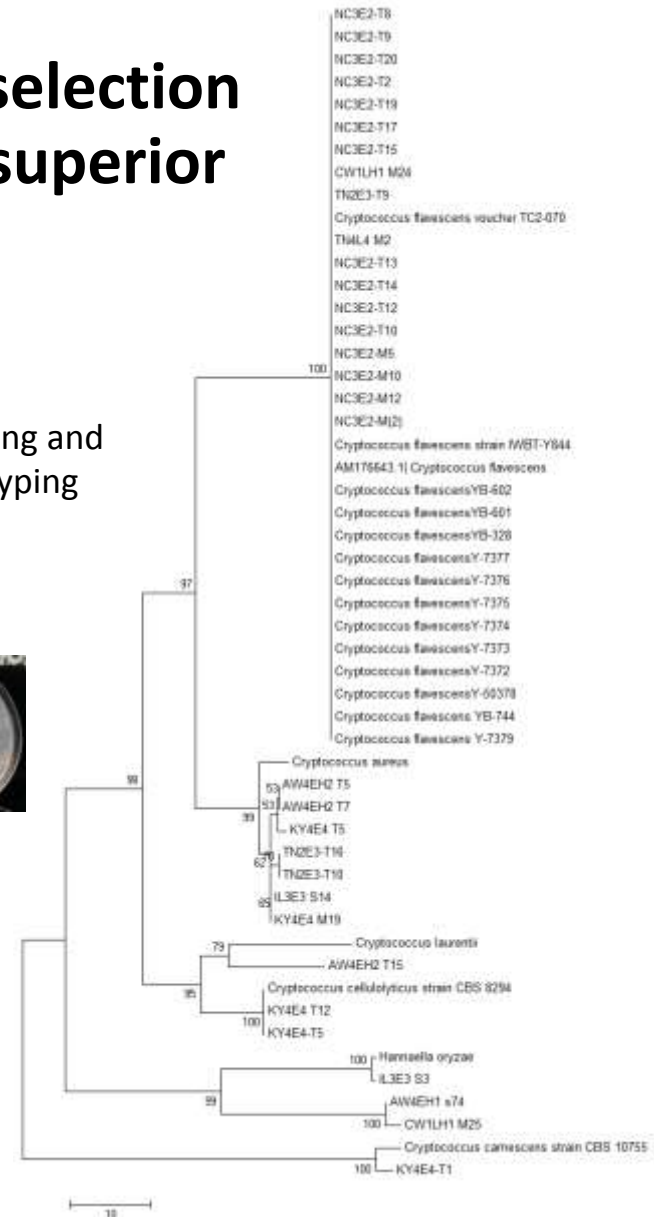 selection
superior
ng and
yping
NC3E2-T8
NC3E2-T9
NC3E2-T20
NC3E2-T2
NC3E2-T19
NC3E2-T17
NC3E2-T15
CW1LH1 M24
TN2E3-T9
Cryptococcus flavescens voucher TC2-070
TN4L4 M2
NC3E2-T13
NC3E2-T14
NC3E2-T12
NC3E2-T10
NC3E2-M5
100
NC3E2-M10
NC3E2-M12
NC3E2-M(2)
Cryptococcus flavescens strain IWBT-Y844
AM176643.1| Cryptococcus flavescens
Cryptococcus flavescensYB-602
Cryptococcus flavescensYB-601
Cryptococcus flavescensYB-328
Cryptococcus flavescensY-7377
Cryptococcus flavescensY-7376
Cryptococcus flavescensY-7375
Cryptococcus flavescensY-7374
Cryptococcus flavescensY-7373
Cryptococcus flavescensY-7372
Cryptococcus flavescensY-50378
Cryptococcus flavescens YB-744
Cryptococcus flavescens Y-7379
97
Cryptococcus aureus
99
53
AW4EH2 T5
53
AW4EH2 T7
99
KY4E4 T5
TN2E3-T16
62
TN2E3-T18
IL3E3 S14
65
KY4E4 M19
79
Cryptococcus laurentii
AW4EH2 T15
95
Cryptococcus cellulolyticus strain CBS 8294
KY4E4 T12
100
KY4E4-T5
100
Hannaella oryzae
IL3E3 S3
99
AW4EH1 s74
100
CW1LH1 M25
Cryptococcus carnescens strain CBS 10755
100
KY4E4-T1
10